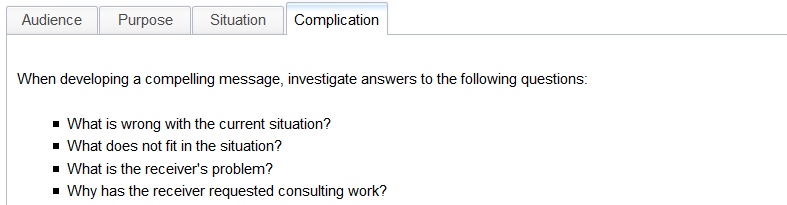 Audience Purpose Situation Complication
When developing a compelling message, investigate answers to the following questions:
▪ What is wrong with the current situation?
▪ What does not fit in the situation?
▪ What is the receiver's problem?
▪ Why has the receiver requested consulting work?